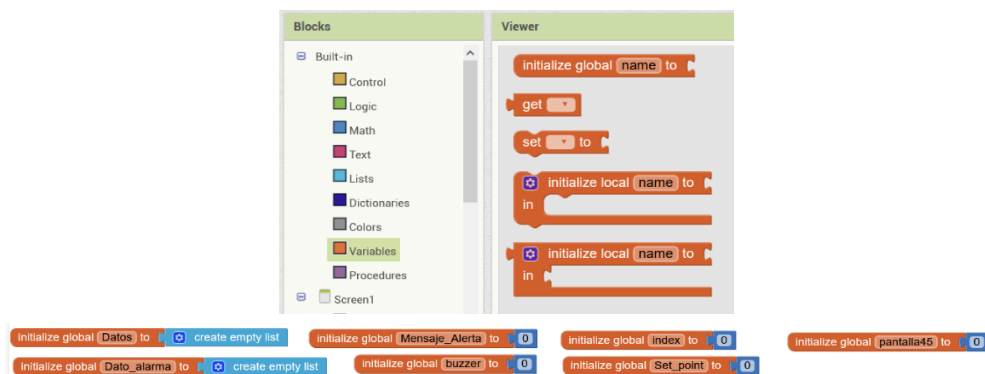 Blocks
Viewer
Built-in
Control
Logic
Math
Text
Lists
Dictionaries
Colors
Variables
Procedures
Screen1
initialize global name to
get
set to
initialize local name to
in
initialize local name to
in
initialize global Datos to create empty list
initialize global Mensaje_Alerta to 0
initialize global index to 0
initialize global pantalla45 to 0
initialize global Dato_alarma to create empty list
initialize global buzzer to 0
initialize global Set_point to 0